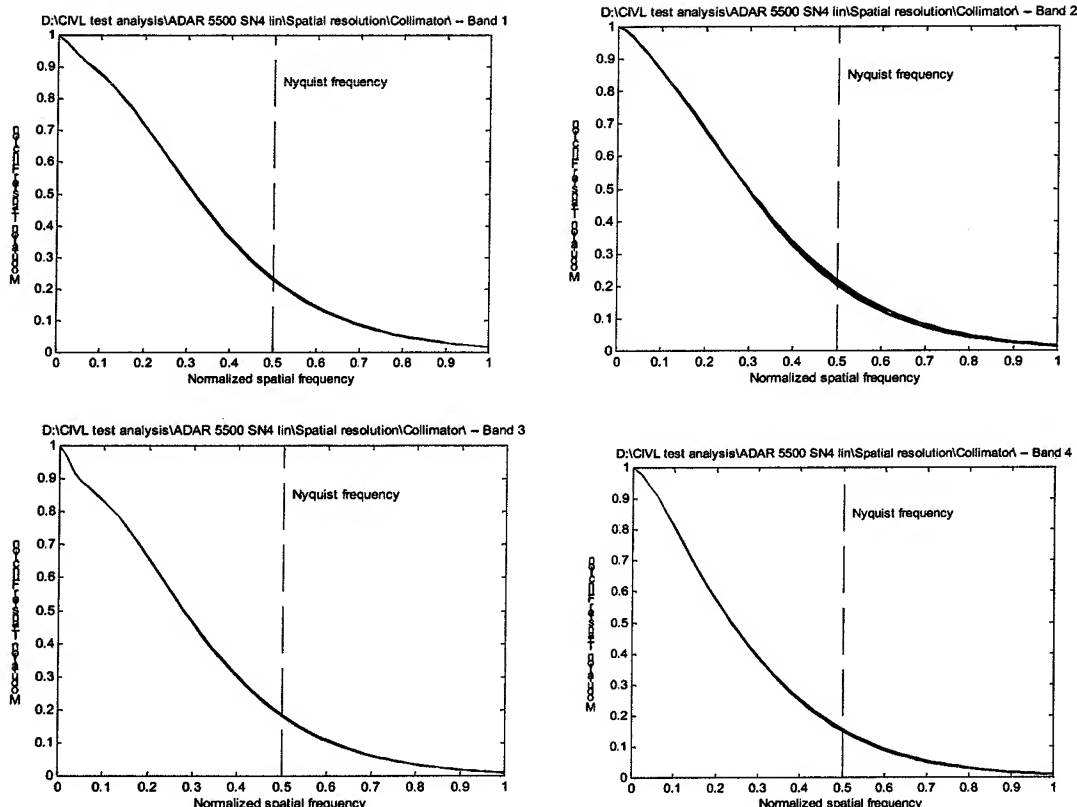 D:\CIVL test analysis\ADAR 5500 SN4 lin\Spatial resolution\Collimator\ -- Band 1
1
0.9
0.8
0.7
0.6
0.5
0.4
0.3
0.2
0.1
0
Nyquist frequency
0 0.1 0.2 0.3 0.4 0.5 0.6 0.7 0.8 0.9 1
Normalized spatial frequency
D:\CIVL test analysis\ADAR 5500 SN4 lin\Spatial resolution\Collimator\ -- Band 2
1
0.9
0.8
0.7
0.6
0.5
0.4
0.3
0.2
0.1
0
Nyquist frequency
0 0.1 0.2 0.3 0.4 0.5 0.6 0.7 0.8 0.9 1
Normalized spatial frequency
D:\CIVL test analysis\ADAR 5500 SN4 lin\Spatial resolution\Collimator\ -- Band 3
1
0.9
0.8
0.7
0.6
0.5
0.4
0.3
0.2
0.1
0
Nyquist frequency
0 0.1 0.2 0.3 0.4 0.5 0.6 0.7 0.8 0.9 1
Normalized spatial frequency
D:\CIVL test analysis\ADAR 5500 SN4 lin\Spatial resolution\Collimator\ -- Band 4
1
0.9
0.8
0.7
0.6
0.5
0.4
0.3
0.2
0.1
0
Nyquist frequency
0 0.1 0.2 0.3 0.4 0.5 0.6 0.7 0.8 0.9 1
Normalized spatial frequency